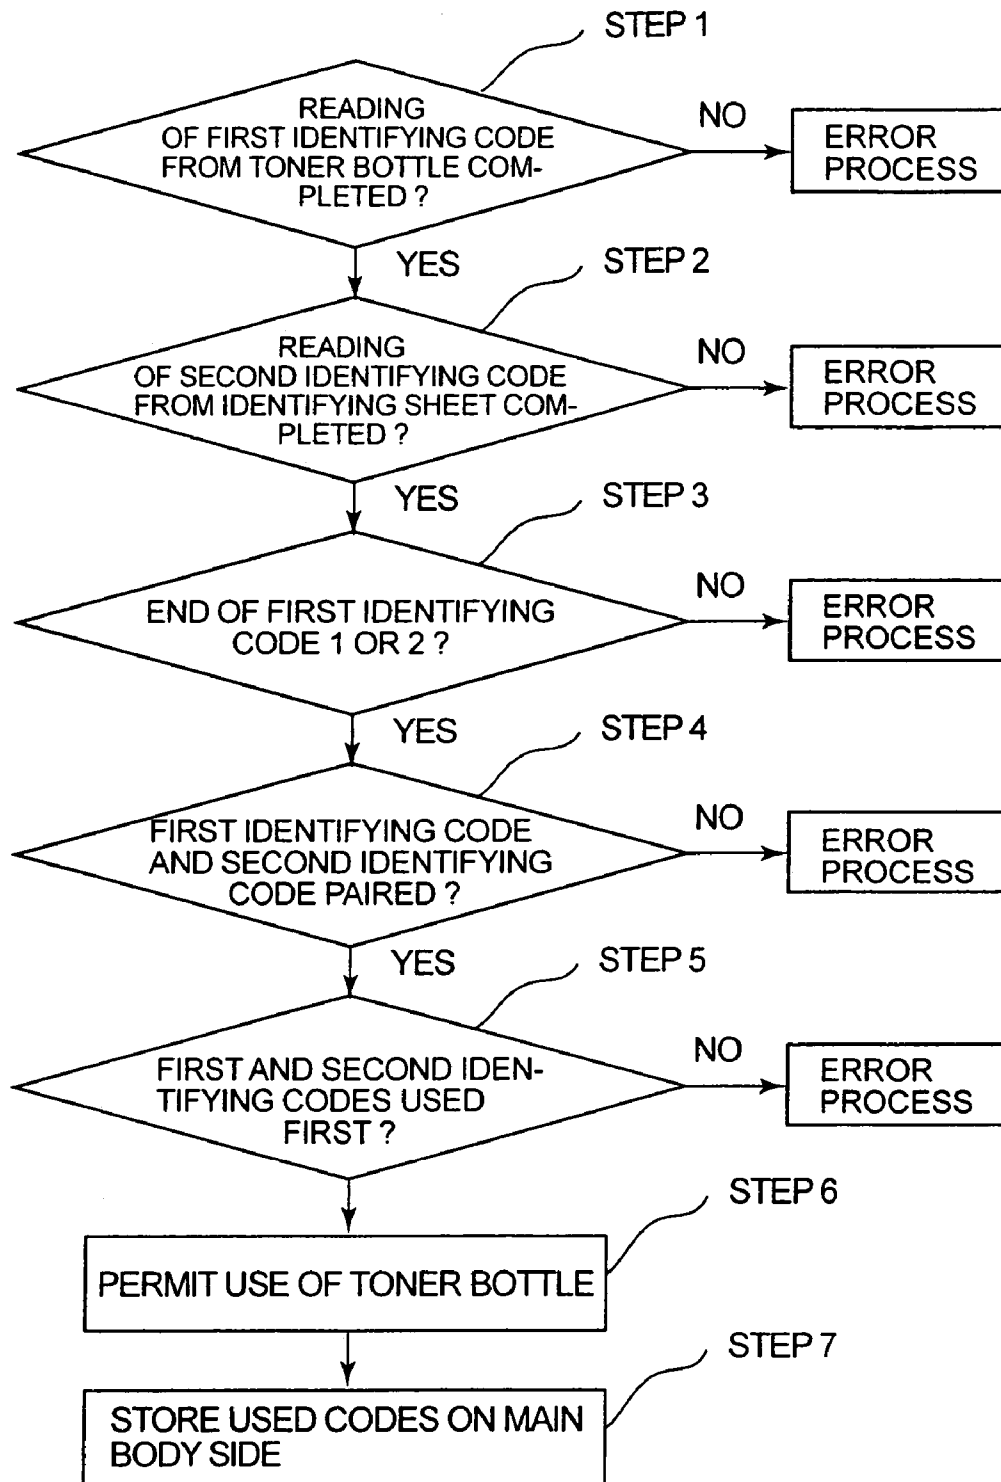 STEP 1
READING
OF FIRST IDENTIFYING CODE
FROM TONER BOTTLE COM-
PLETED ?
NO
ERROR
PROCESS
YES
STEP 2
READING
OF SECOND IDENTIFYING CODE
FROM IDENTIFYING SHEET COM-
PLETED ?
NO
ERROR
PROCESS
YES
STEP 3
END OF FIRST IDENTIFYING
CODE 1 OR 2 ?
NO
ERROR
PROCESS
YES
STEP 4
FIRST IDENTIFYING CODE
AND SECOND IDENTIFYING
CODE PAIRED ?
NO
ERROR
PROCESS
YES
STEP 5
FIRST AND SECOND IDEN-
TIFYING CODES USED
FIRST ?
NO
ERROR
PROCESS
STEP 6
PERMIT USE OF TONER BOTTLE
STEP 7
STORE USED CODES ON MAIN
BODY SIDE